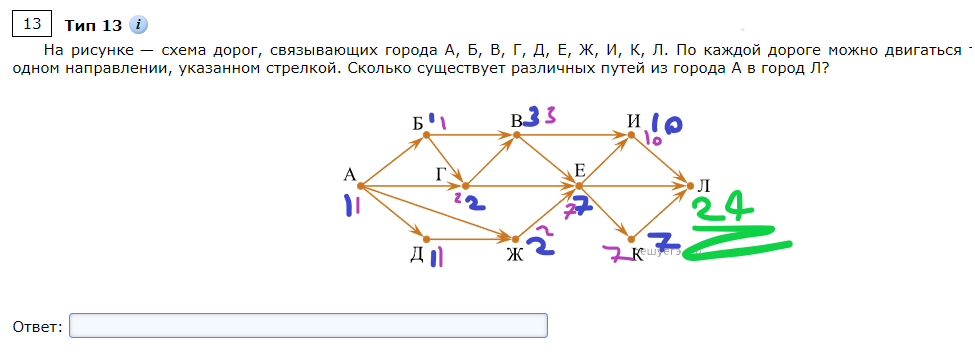 13 Тип 13 i
На рисунке — схема дорог, связывающих города А, Б, В, Г, Д, Е, Ж, И, К, Л. По каждой дороге можно двигаться
одном направлении, указанном стрелкой. Сколько существует различных путей из города А в город Л?
Б 1 1 В 3 3 И 10
10
А Г Е Л
1 1 2 2 7 7 24
2
Д 1 1 Ж 2 7 К 7
Ответ: